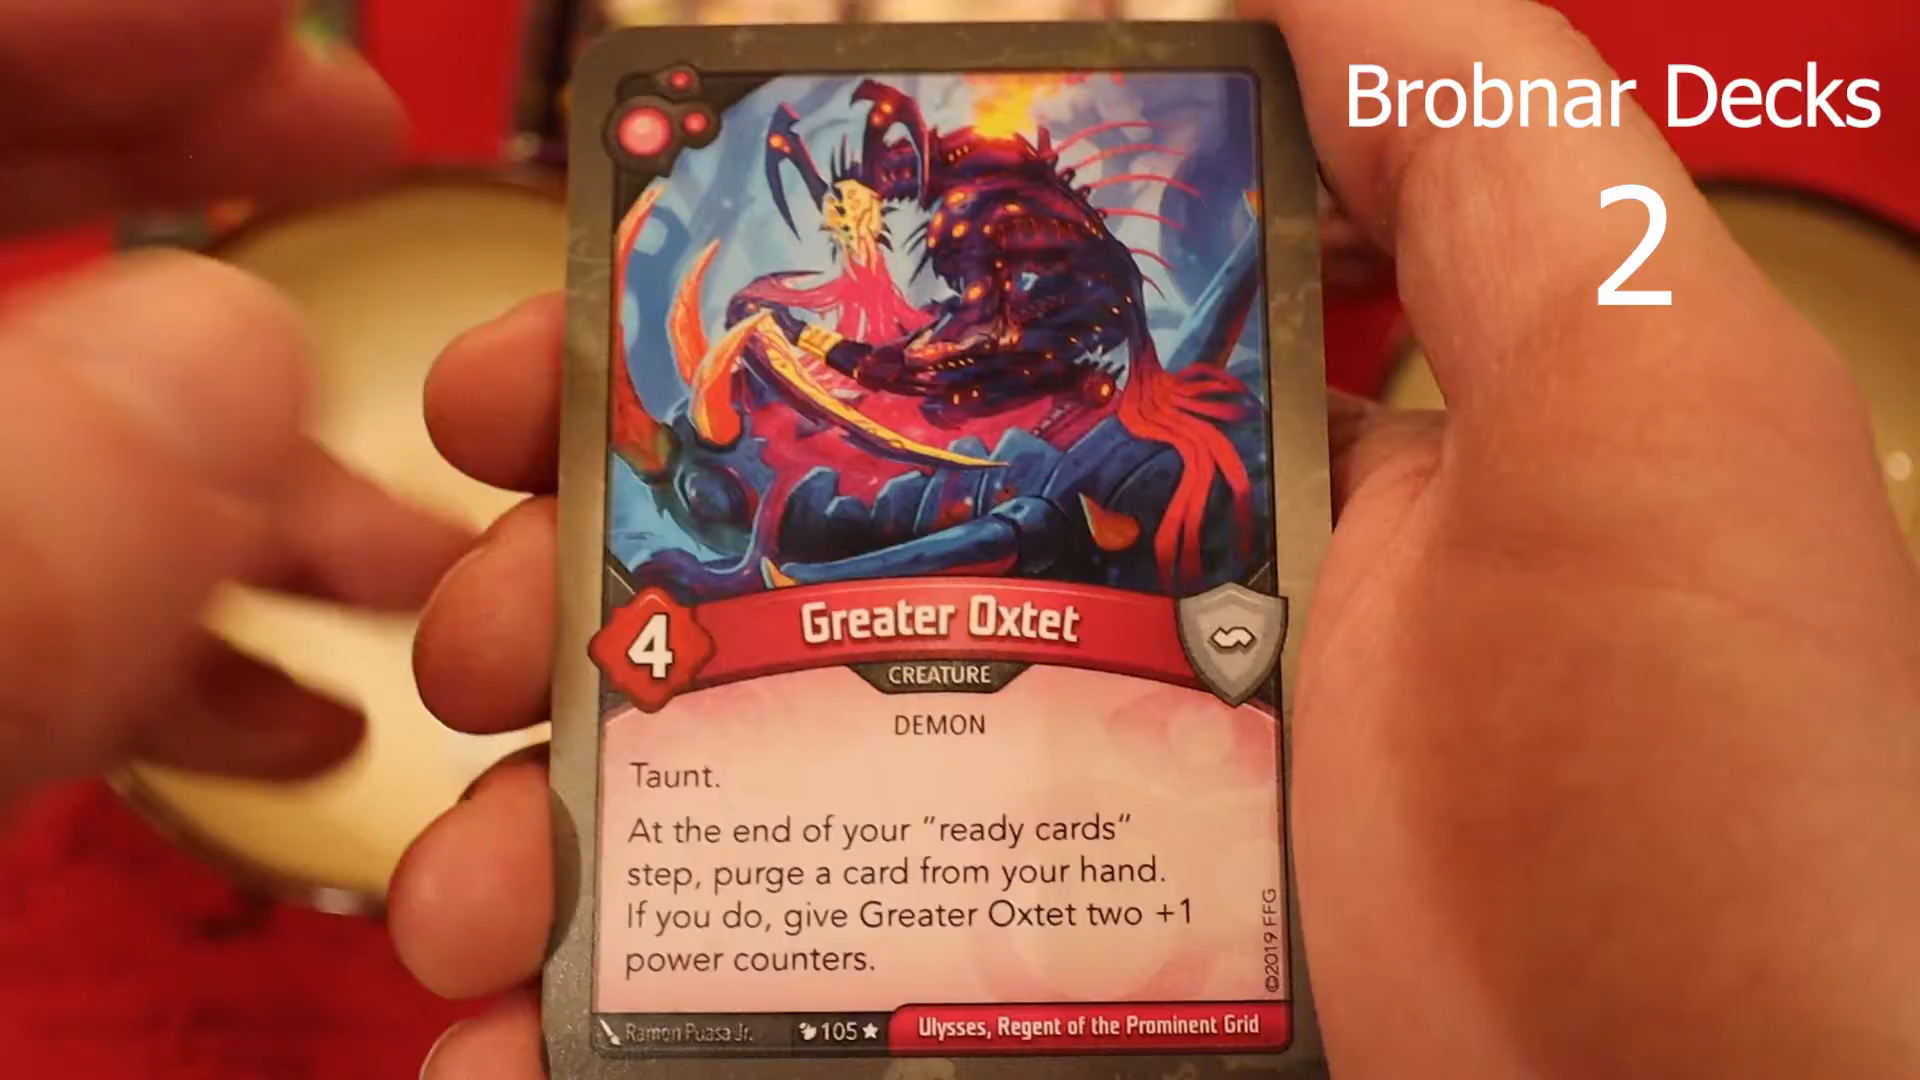 Brobnar Decks
2
4
Greater Oxtet
CREATURE
DEMON
Taunt.
At the end of your "ready cards"
step, purge a card from your hand.
If you do, give Greater Oxtet two +1
power counters.
©2019 FFG
Ramon Puasa Jr.
105
Ulysses, Regent of the Prominent Grid